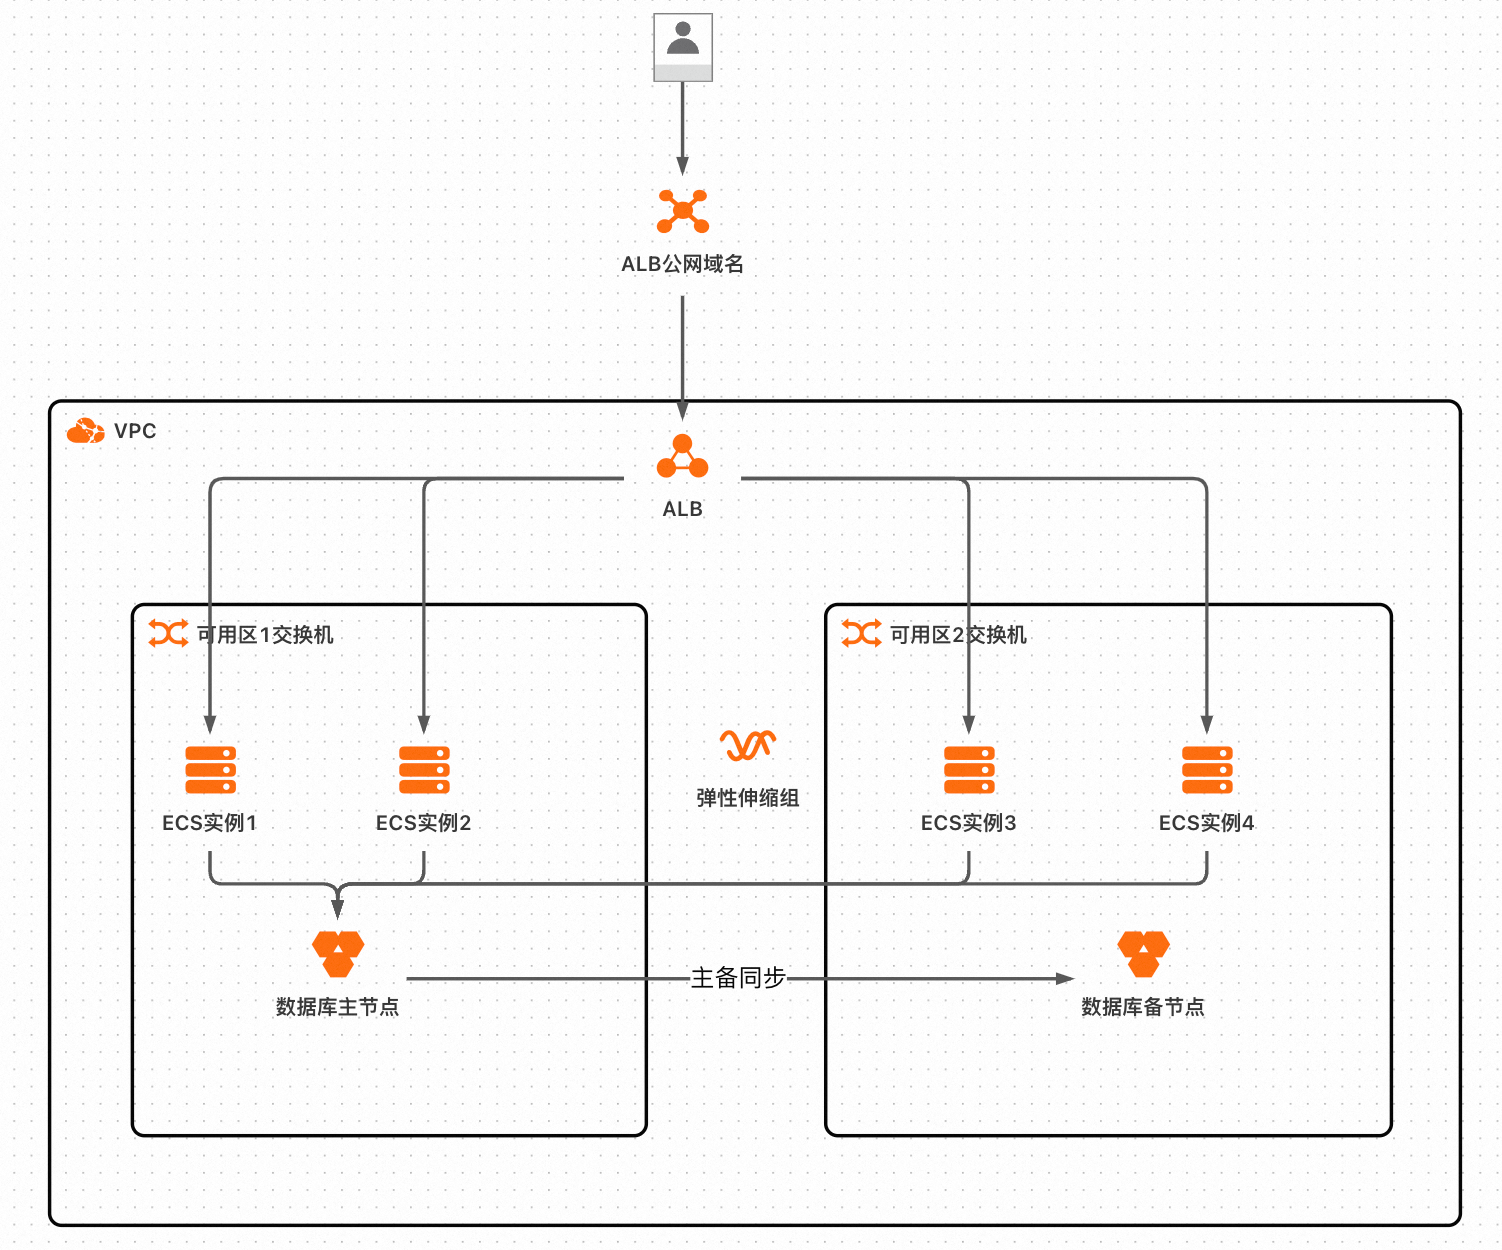 ALB公网域名
VPC
ALB
可用区1交换机
可用区2交换机
弹性伸缩组
ECS实例1
ECS实例2
ECS实例3
ECS实例4
主备同步
数据库主节点
数据库备节点